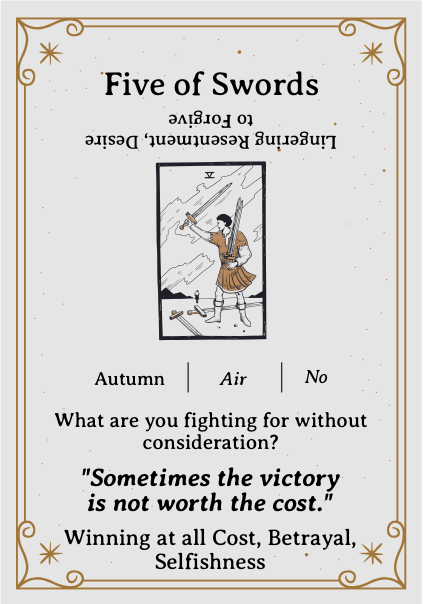 Five of Swords
Lingering Resentment, Desire
to Forgive
V
Autumn | Air | No
What are you fighting for without
consideration?
"Sometimes the victory
is not worth the cost."
Winning at all Cost, Betrayal,
Selfishness